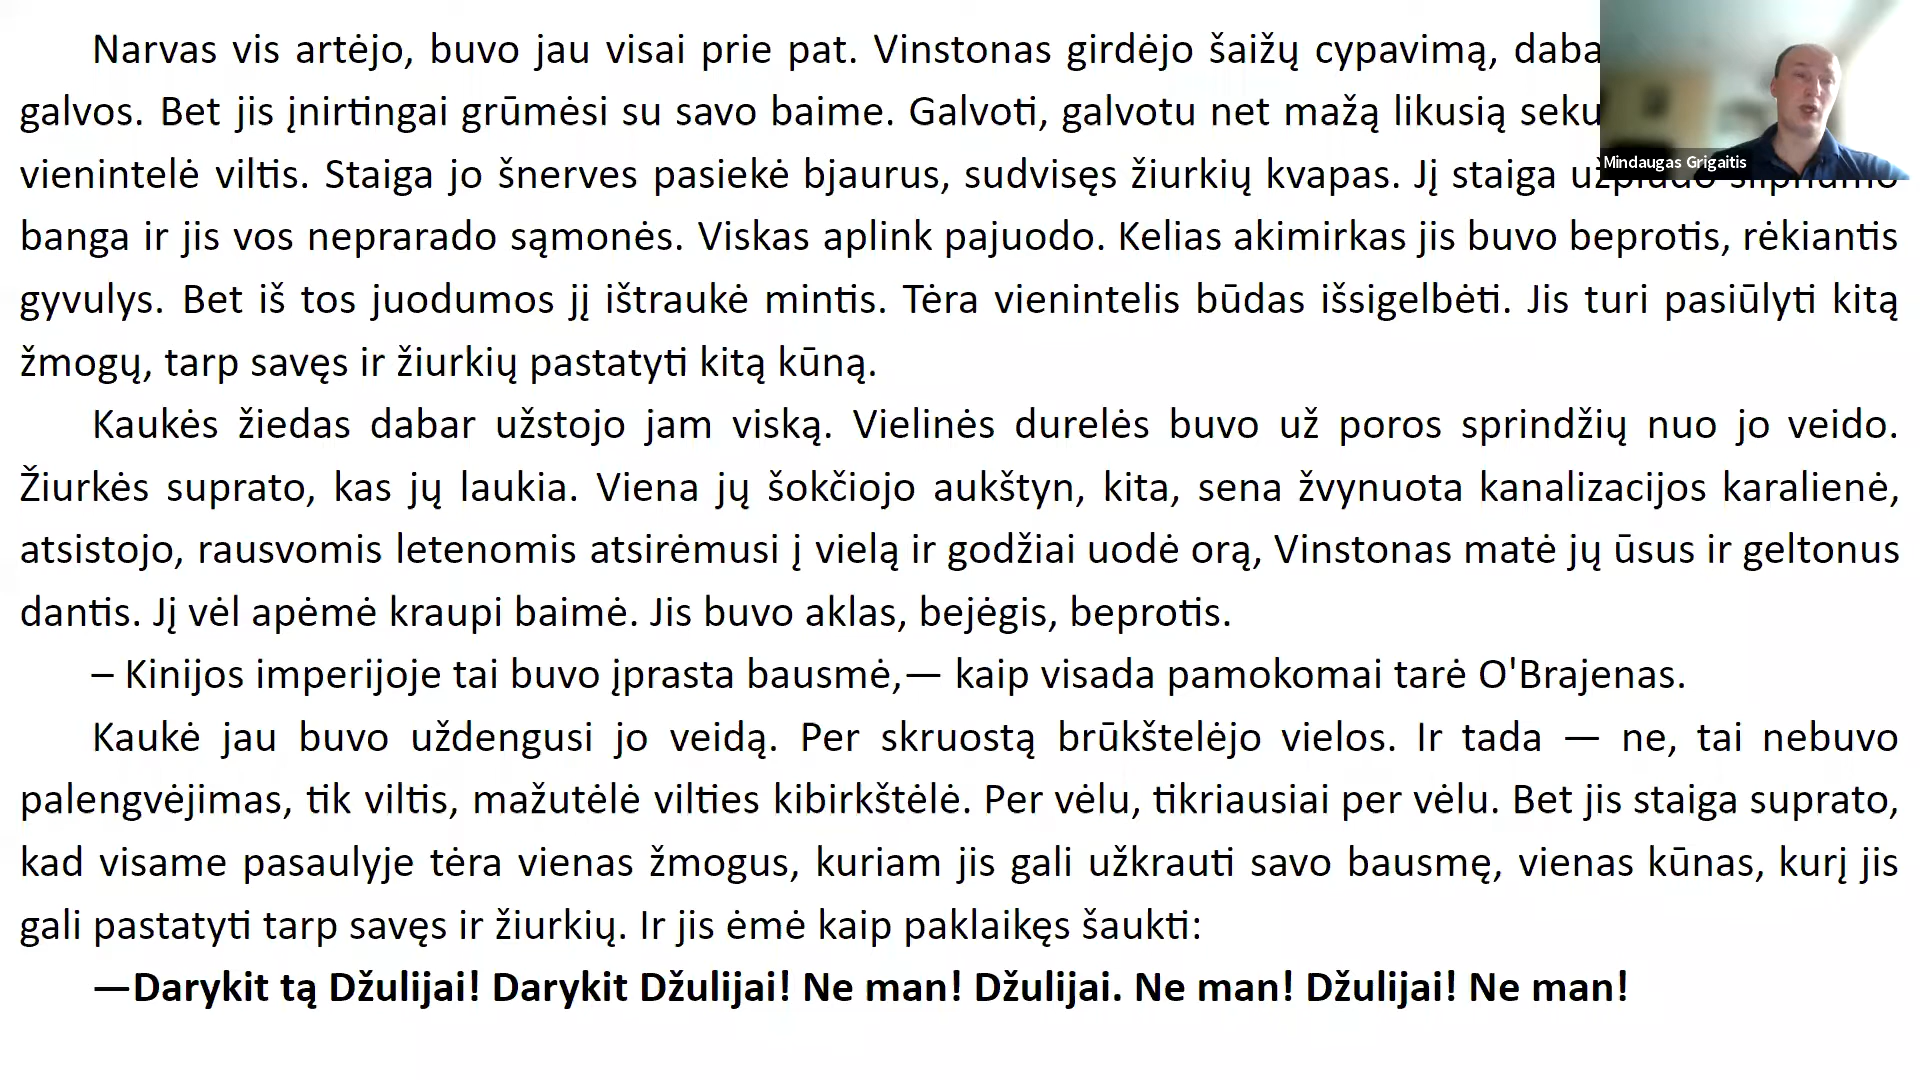 Narvas vis artėjo, buvo jau visai prie pat. Vinstonas girdėjo šaižų cypavimą,
galvos. Bet jis įnirtingai grūmėsi su savo baime. Galvoti, galvotu net mažą likusią
Mindaugas Grigaitis
vienintelė viltis. Staiga jo šnerves pasiekė bjaurus, sudvisęs žiurkių kvapas. Jį staiga
banga ir jis vos neprarado sąmonės. Viskas aplink pajuodo. Kelias akimirkas jis buvo beprotis, rėkiantis
gyvulys. Bet iš tos juodumos jį ištraukė mintis. Tėra vienintelis būdas išsigelbėti. Jis turi pasiūlyti kitą
žmogų, tarp savęs ir žiurkių pastatyti kitą kūną.
Kaukės žiedas dabar užstojo jam viską. Vielinės durelės buvo už poros sprindžių nuo jo veido.
Žiurkės suprato, kas jų laukia. Viena jų šokčiojo aukštyn, kita, sena žvynuota kanalizacijos karalienė,
atsistojo, rausvomis letenomis atsirėmusi į vielą ir godžiai uodė orą, Vinstonas matė jų ūsus ir geltonus
dantis. Jį vėl apėmė kraupi baimė. Jis buvo aklas, bejėgis, beprotis.
– Kinijos imperijoje tai buvo įprasta bausmė,— kaip visada pamokomai tarė O'Brajenas.
Kaukė jau buvo uždengusi jo veidą. Per skruostą brūkštelėjo vielos. Ir tada — ne, tai nebuvo
palengvėjimas, tik viltis, mažutėlė vilties kibirkštėlė. Per vėlu, tikriausiai per vėlu. Bet jis staiga suprato,
kad visame pasaulyje tėra vienas žmogus, kuriam jis gali užkrauti savo bausmę, vienas kūnas, kurį jis
gali pastatyti tarp savęs ir žiurkių. Ir jis ėmė kaip paklaikęs šaukti:
—Darykit tą Džulijai! Darykit Džulijai! Ne man! Džulijai. Ne man! Džulijai! Ne man!